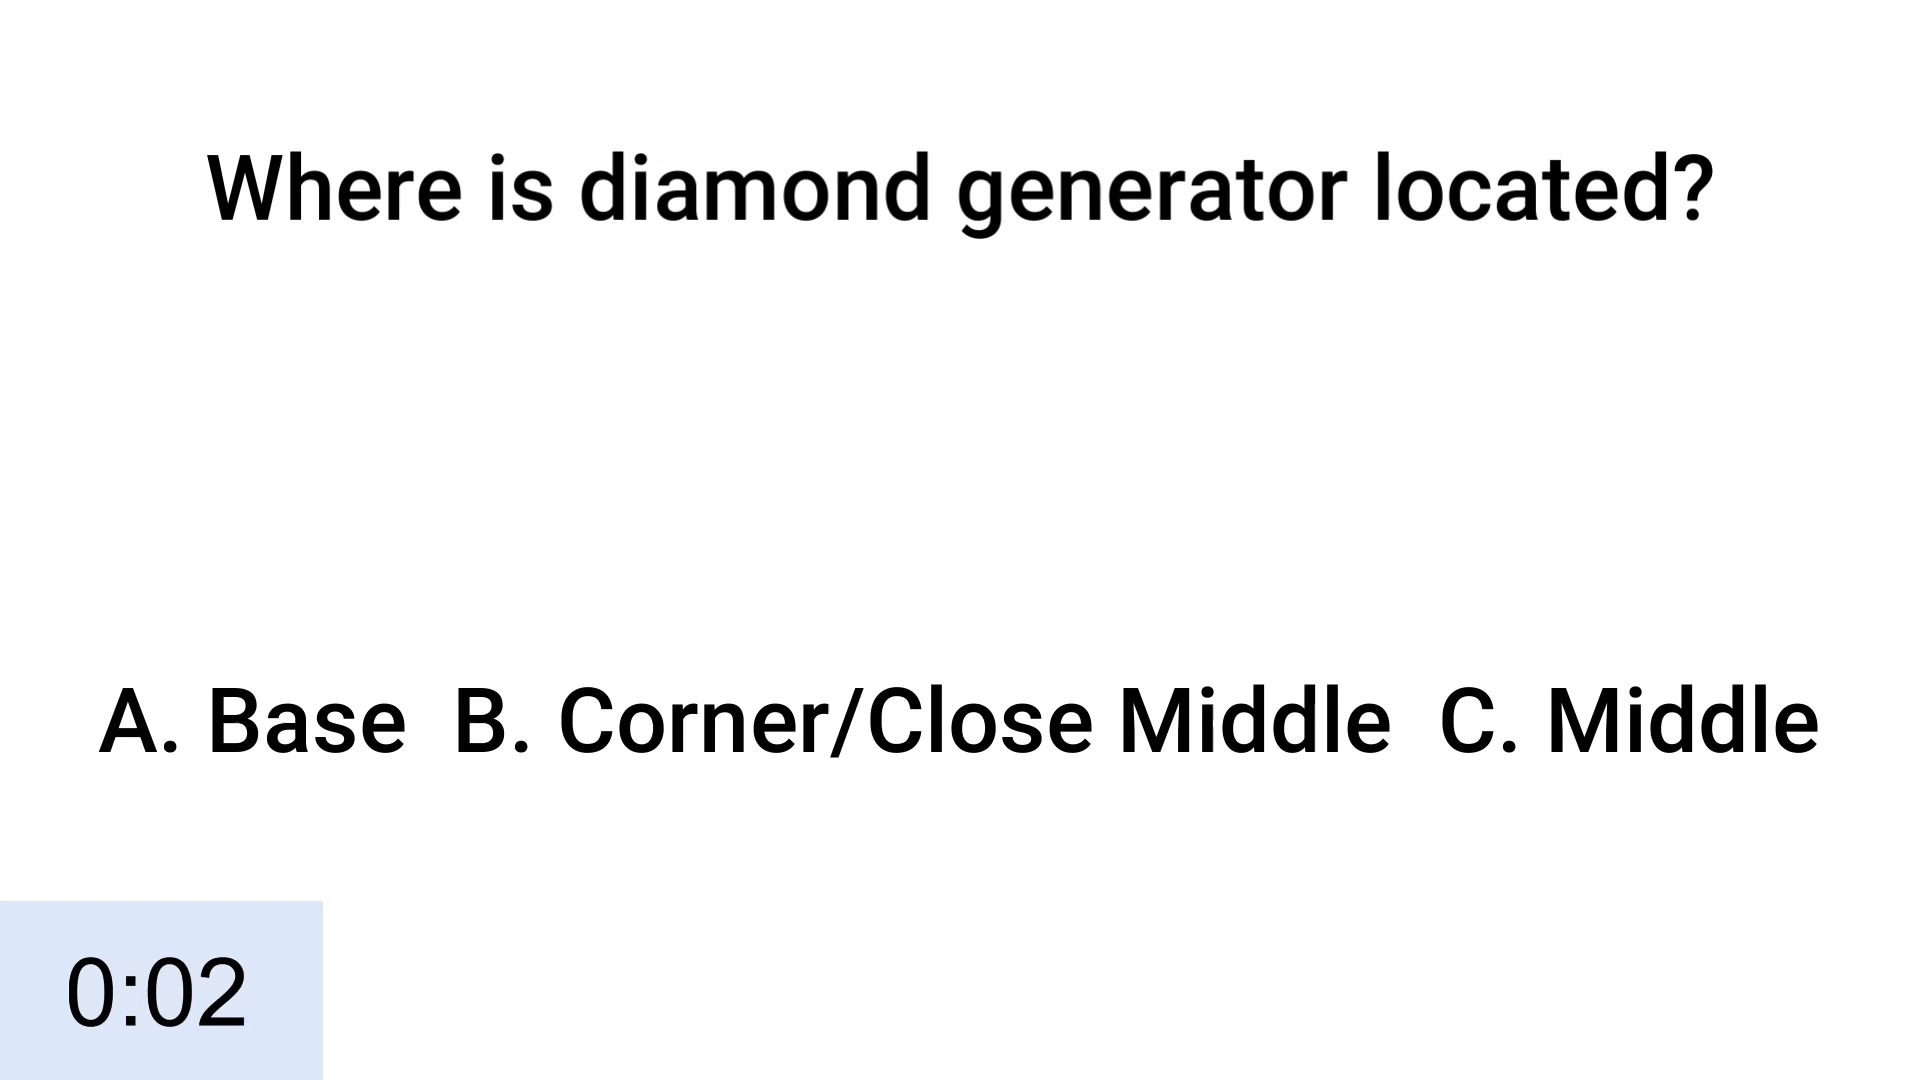 Where is diamond generator located?
A. Base  B. Corner/Close Middle  C. Middle
0:02